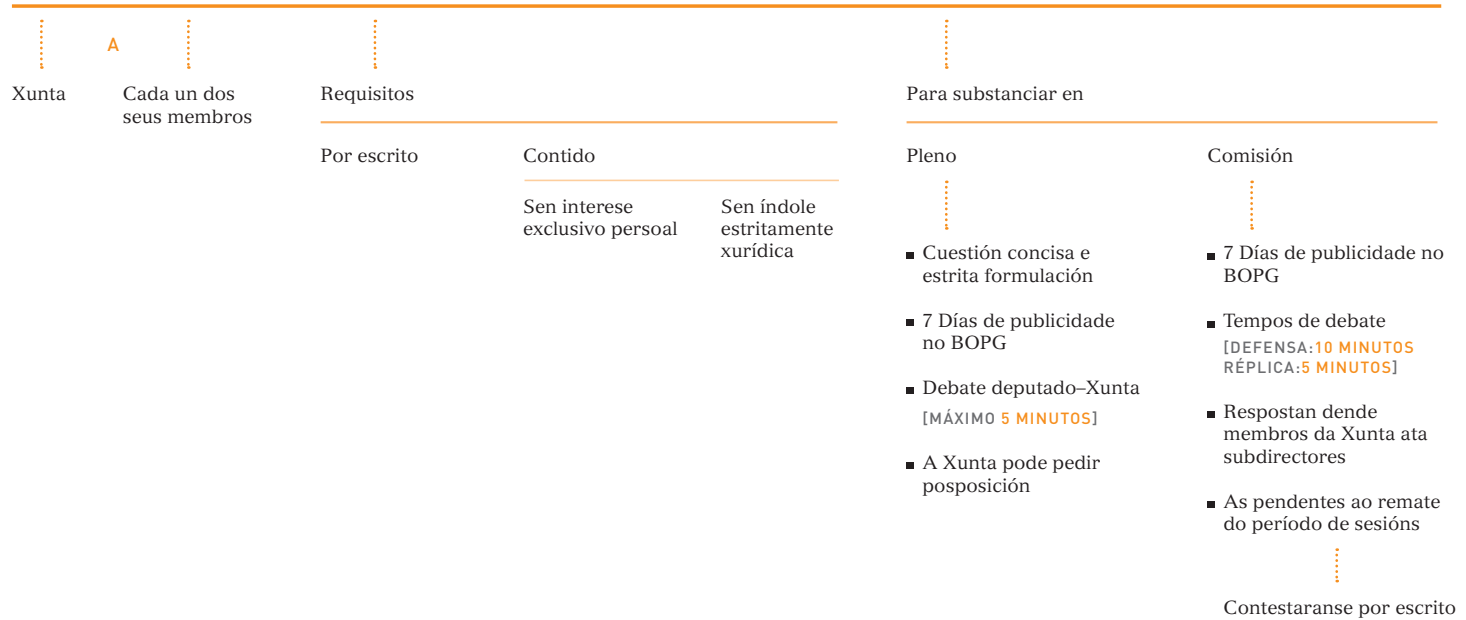 A
Xunta
Cada un dos
seus membros
Requisitos
Por escrito
Contido
Sen interese
exclusivo persoal
Sen índole
estritamente
xurídica
Para substanciar en
Pleno
Cuestión concisa e
estrita formulación
7 Días de publicidade
no BOPG
Debate deputado–Xunta
[MÁXIMO 5 MINUTOS]
A Xunta pode pedir
posposición
Comisión
7 Días de publicidade no
BOPG
Tempos de debate
[DEFENSA:10 MINUTOS
RÉPLICA:5 MINUTOS]
Respostan dende
membros da Xunta ata
subdirectores
As pendentes ao remate
do período de sesións
Contestaranse por escrito